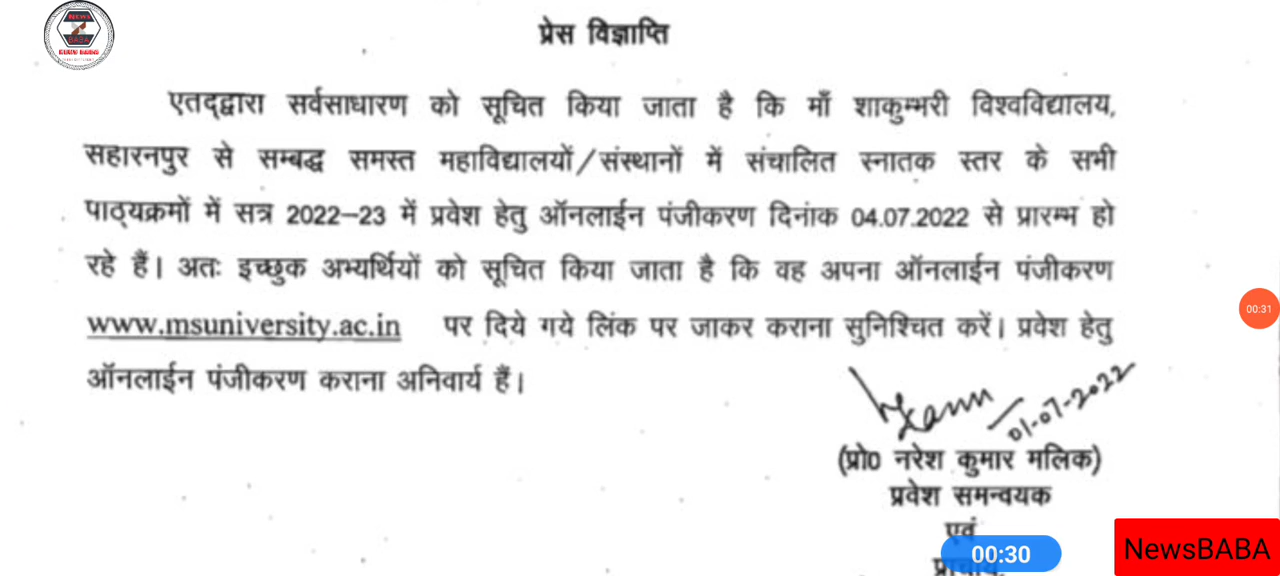 NEWS
BABA
प्रेस विज्ञाप्ति
एतद्द्वारा सर्वसाधारण को सूचित किया जाता है कि माँ शाकुम्भरी विश्वविद्यालय,
सहारनपुर से सम्बद्ध समस्त महाविद्यालयों/संस्थानों में संचालित स्नातक स्तर के सभी
पाठ्यक्रमों में सत्र 2022-23 में प्रवेश हेतु ऑनलाईन पंजीकरण दिनांक 04.07.2022 से प्रारम्भ हो
रहे हैं। अतः इच्छुक अभ्यर्थियों को सूचित किया जाता है कि वह अपना ऑनलाईन पंजीकरण
00:31
www.msuniversity.ac.in पर दिये गये लिंक पर जाकर कराना सुनिश्चित करें। प्रवेश हेतु
ऑनलाईन पंजीकरण कराना अनिवार्य हैं।
01-07-2022
(प्रो० नरेश कुमार मलिक)
प्रवेश समन्वयक
एवं
प्राचार्य,
00:30
NewsBABA